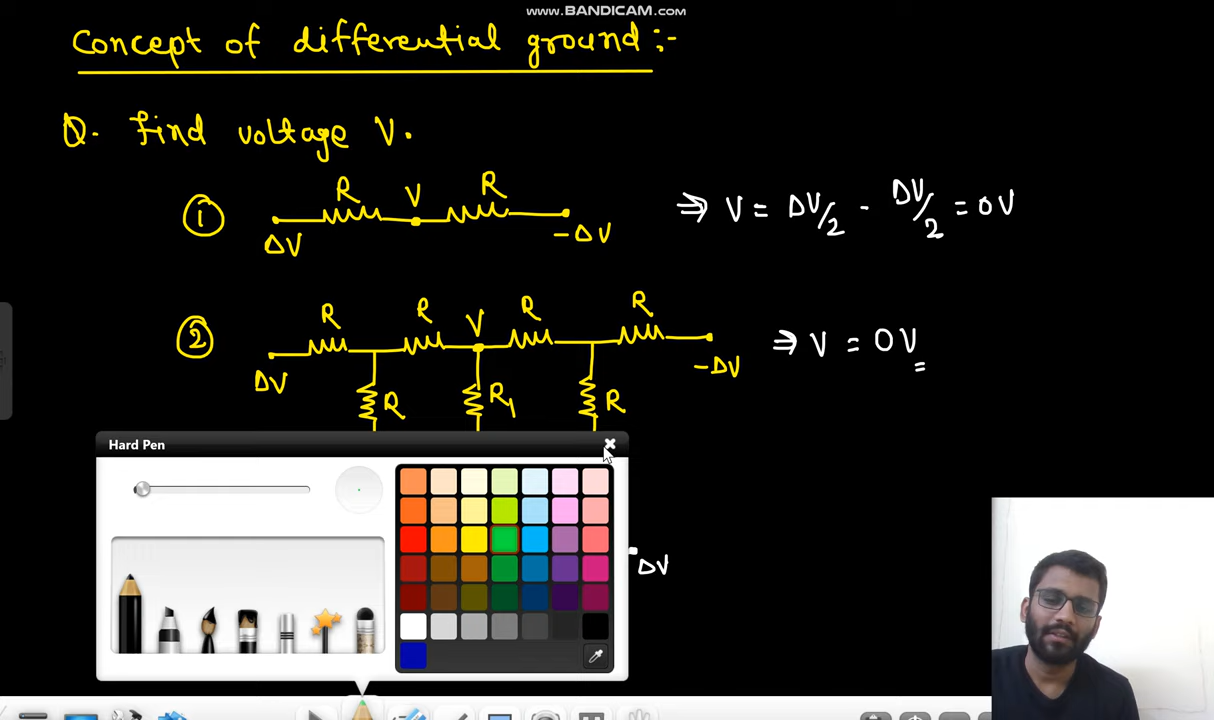 www.BANDICAM.com
Concept of differential ground :-
Q. Find voltage V.
R V R
① ⇒ V = ΔV/2 - ΔV/2 = 0V
ΔV -ΔV
R R V R R
② ⇒ V = 0V
ΔV -ΔV
R R₁ R
Hard Pen
ΔV